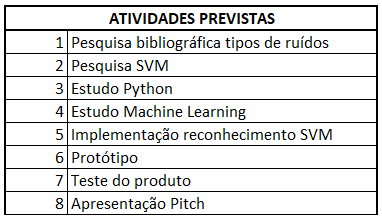 ATIVIDADES PREVISTAS
1 Pesquisa bibliográfica tipos de ruídos
2 Pesquisa SVM
3 Estudo Python
4 Estudo Machine Learning
5 Implementação reconhecimento SVM
6 Protótipo
7 Teste do produto
8 Apresentação Pitch